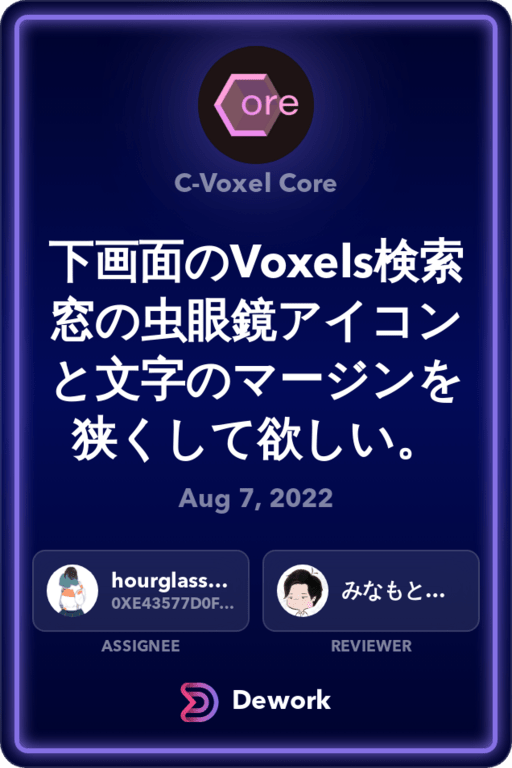 ore
C-Voxel Core
下画面のVoxels検索
窓の虫眼鏡アイコン
と文字のマージンを
狭くして欲しい。
Aug 7, 2022
hourglass...
0XE43577D0F...
みなもと...
ASSIGNEE
REVIEWER
Dework